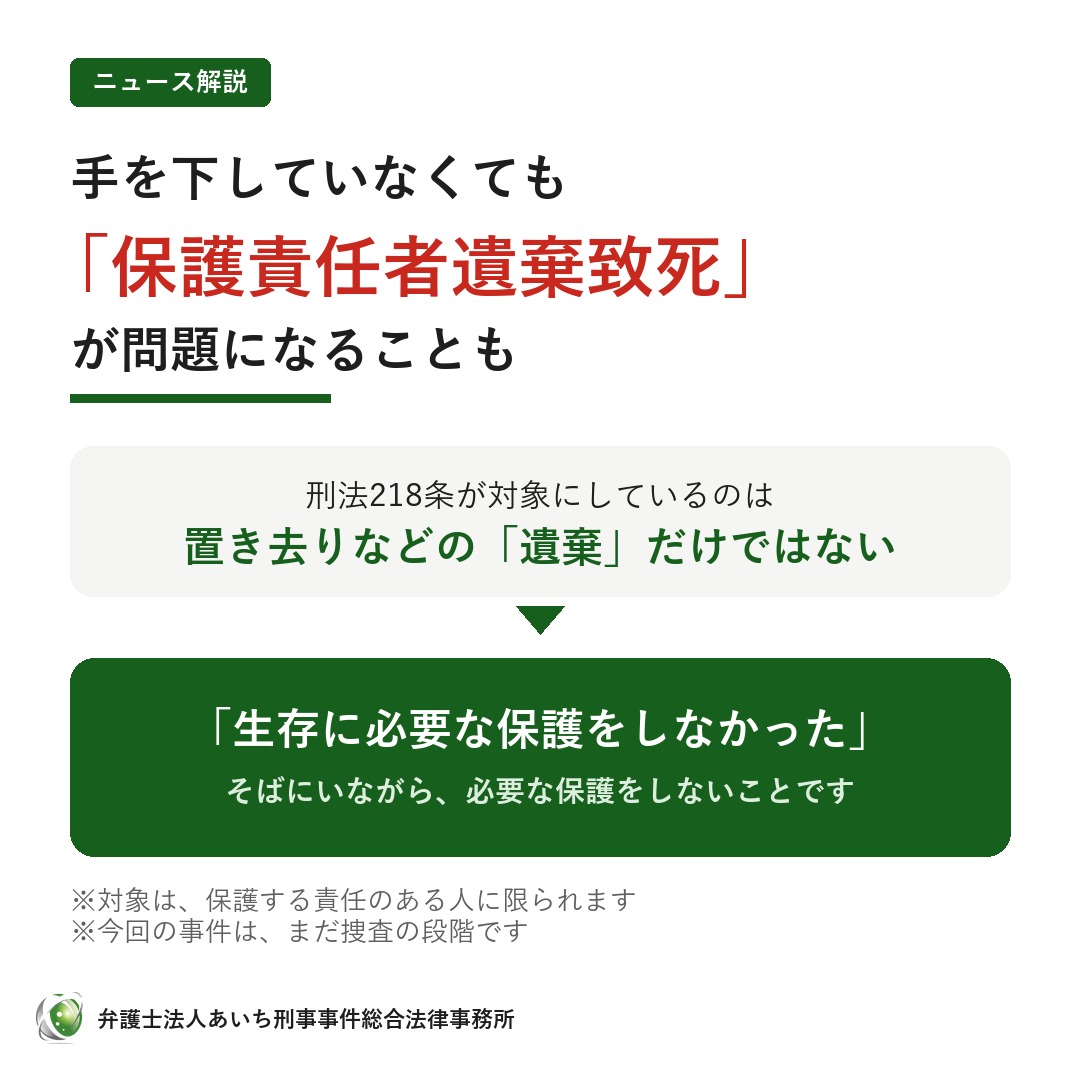 ニュース解説
手を下していなくても
「保護責任者遺棄致死」
が問題になることも
刑法218条が対象にしているのは
置き去りなどの「遺棄」だけではない
「生存に必要な保護をしなかった」
そばにいながら、必要な保護をしないことです
※対象は、保護する責任のある人に限られます
※今回の事件は、まだ捜査の段階です
弁護士法人あいち刑事事件総合法律事務所